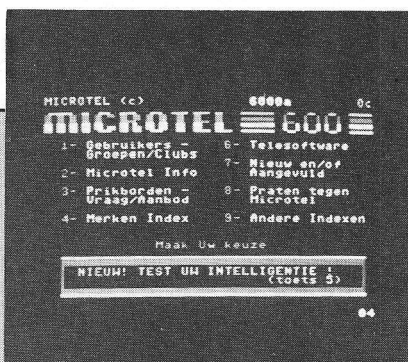 MICROTEL (c) 6000a 0c
MICROTEL 600
1- Gebruikers - Groepen/Clubs
2- Microtel Info
3- Prikborden - Vraag/Aanbod
4- Merken Index
6- Telesoftware
7- Nieuw en/of Aangevuld
8- Praten tegen Microtel
9- Andere Indexen
Maak Uw keuze
NIEUW! TEST UW INTELLIGENTIE !
(toets 5)
04